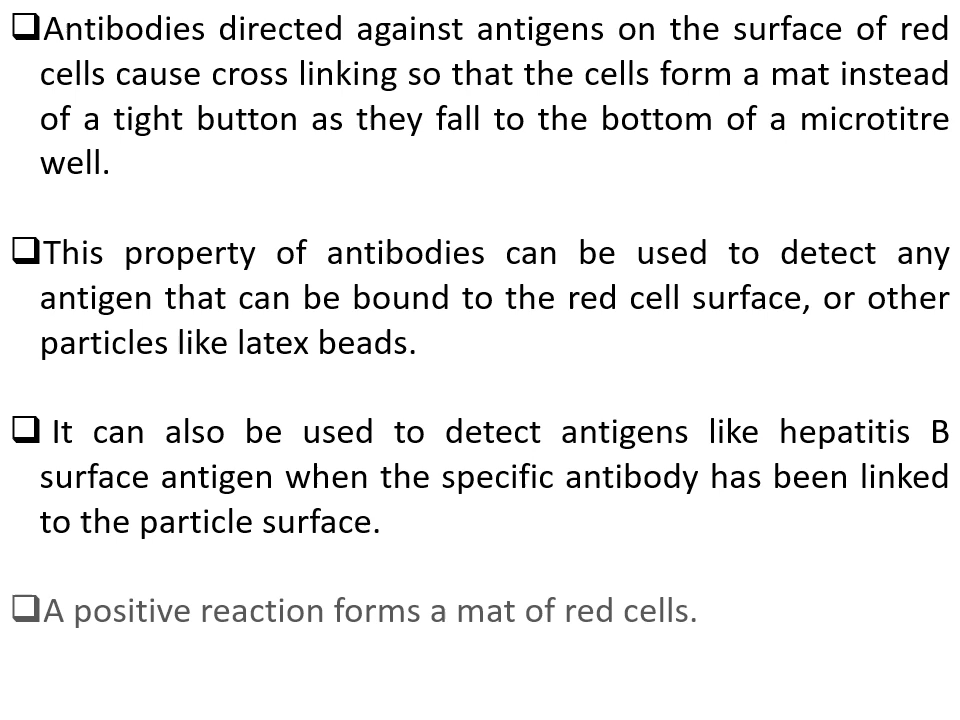 ❑Antibodies directed against antigens on the surface of red
cells cause cross linking so that the cells form a mat instead
of a tight button as they fall to the bottom of a microtitre
well.
❑This property of antibodies can be used to detect any
antigen that can be bound to the red cell surface, or other
particles like latex beads.
❑ It can also be used to detect antigens like hepatitis B
surface antigen when the specific antibody has been linked
to the particle surface.
❑A positive reaction forms a mat of red cells.